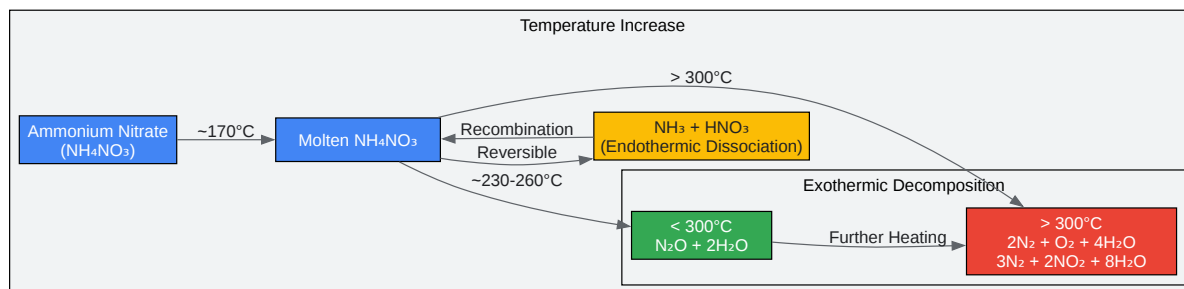 Temperature Increase
> 300°C
Ammonium Nitrate
(NH₄NO₃)
~170°C
Molten NH₄NO₃
Recombination
Reversible
NH₃ + HNO₃
(Endothermic Dissociation)
~230-260°C
Exothermic Decomposition
< 300°C
N₂O + 2H₂O
Further Heating
> 300°C
2N₂ + O₂ + 4H₂O
3N₂ + 2NO₂ + 8H₂O